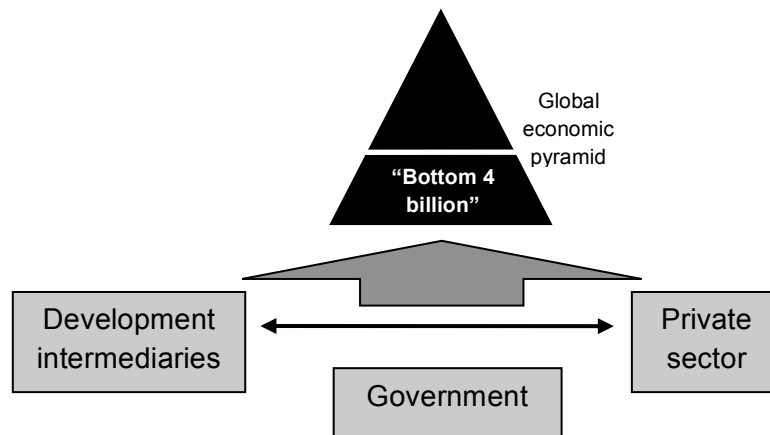 Global
economic
pyramid
“Bottom 4
billion”
Development
intermediaries
Private
sector
Government